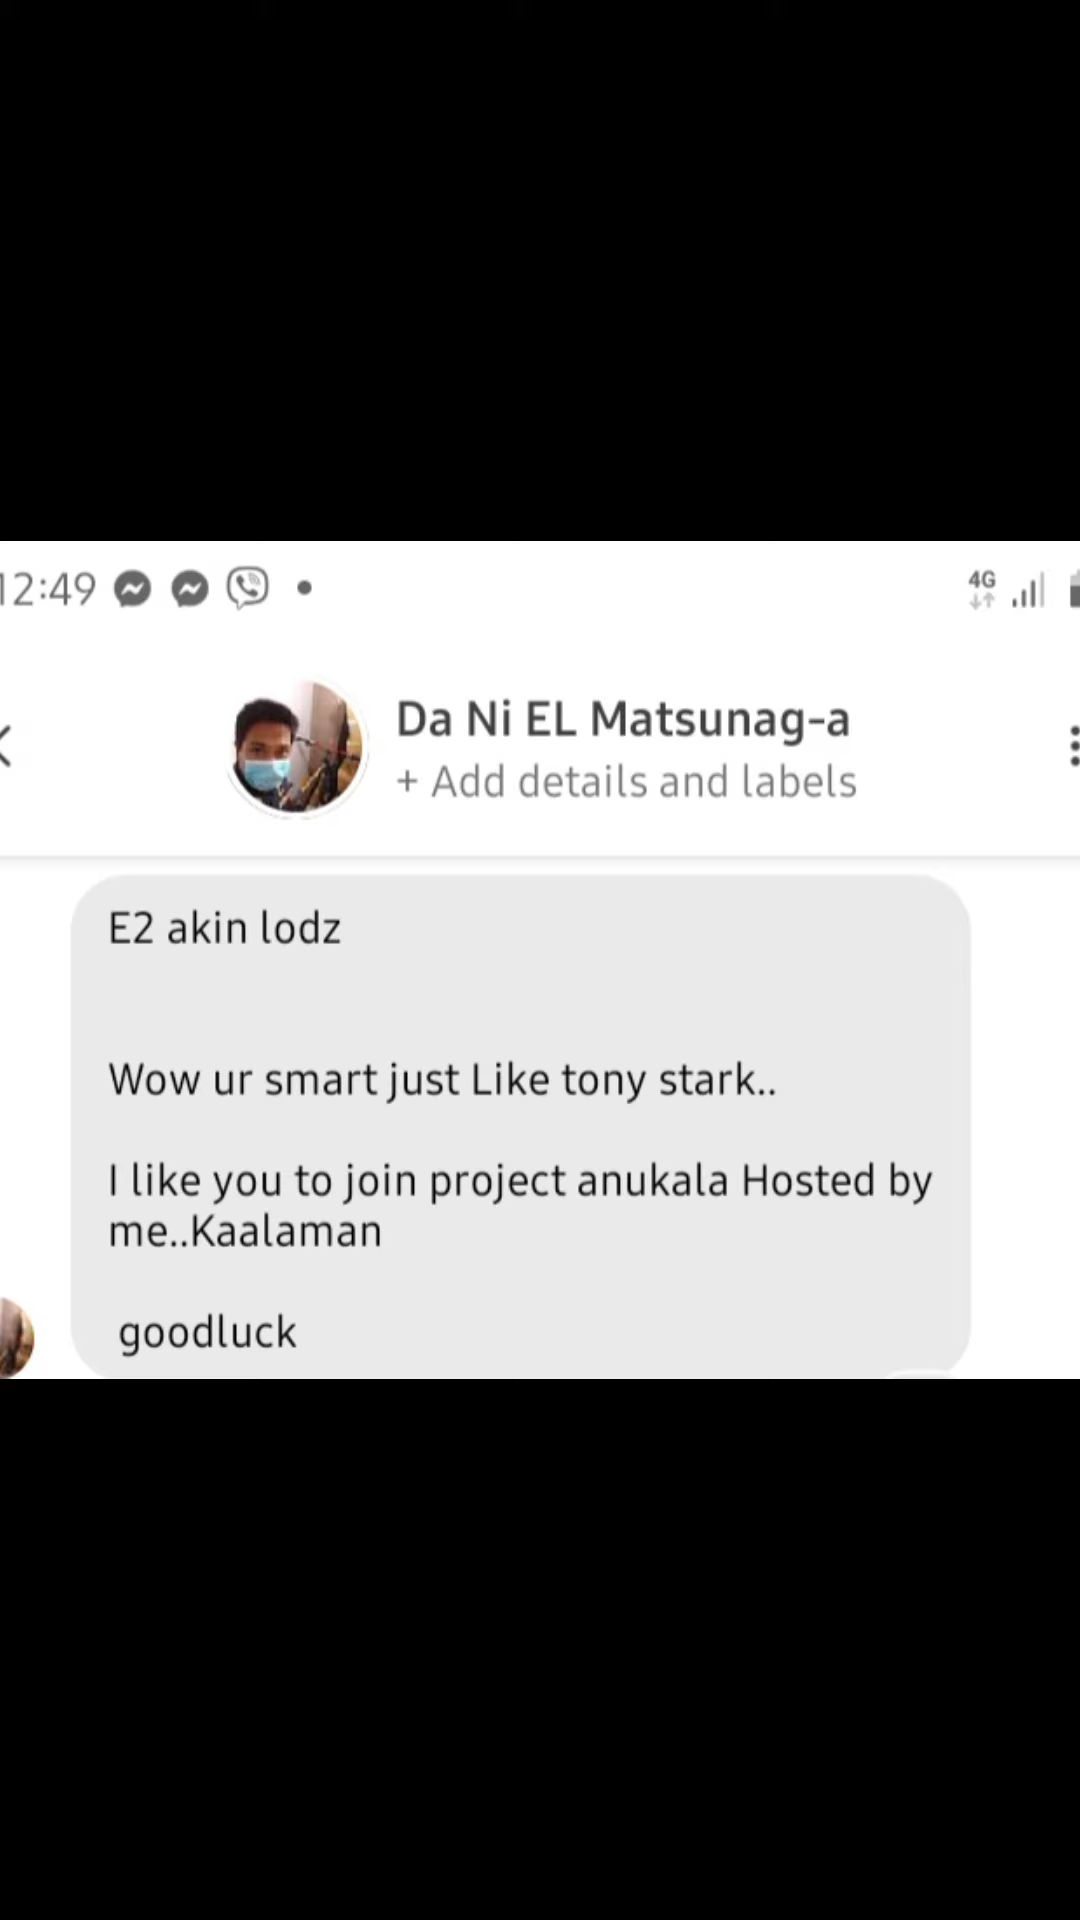 12:49
4G
Da Ni EL Matsunag-a
+ Add details and labels
E2 akin lodz
Wow ur smart just Like tony stark..
I like you to join project anukala Hosted by
me..Kaalaman
goodluck